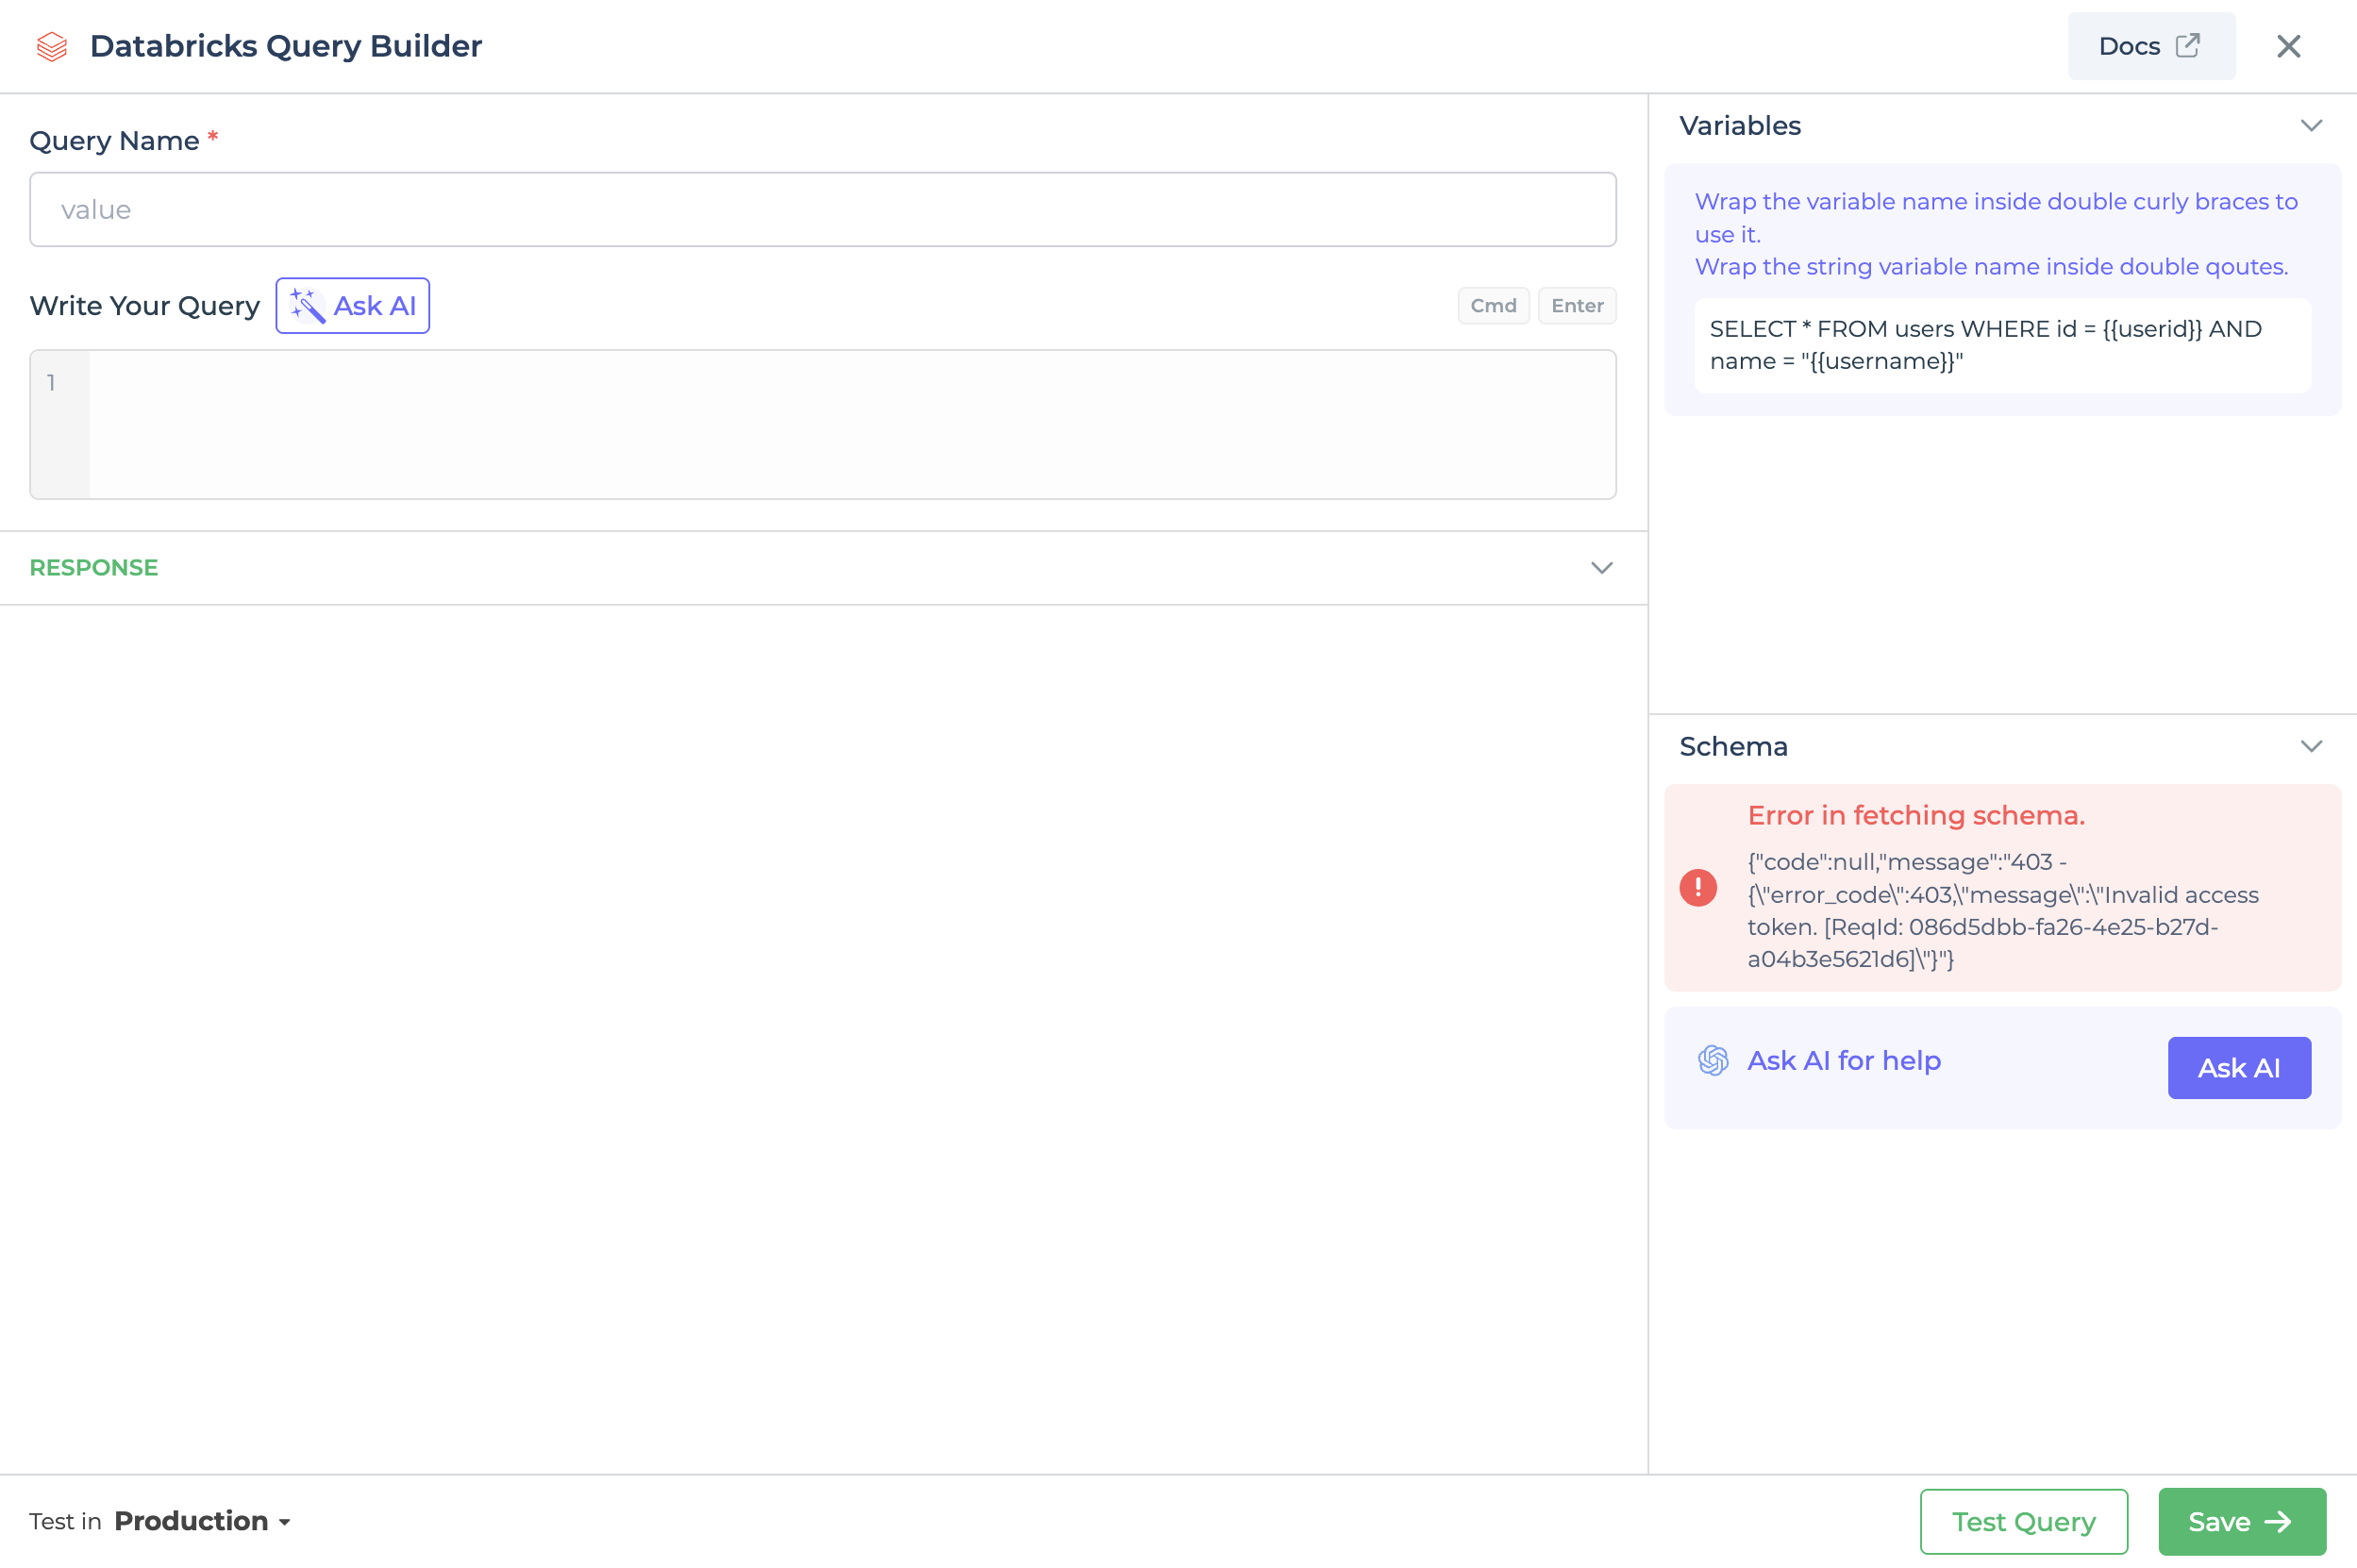 Databricks Query Builder
Docs
Query Name *
value
Write Your Query
Ask AI
Cmd
Enter
1
RESPONSE
Variables
Wrap the variable name inside double curly braces to
use it.
Wrap the string variable name inside double qoutes.
SELECT * FROM users WHERE id = {{userid}} AND
name = "{{username}}"
Schema
Error in fetching schema.
{"code":null,"message":"403 -
{\"error_code\":403,\"message\":\"Invalid access
token. [ReqId: 086d5dbb-fa26-4e25-b27d-
a04b3e5621d6]\"}"}
Ask AI for help
Ask AI
Test in Production
Test Query
Save